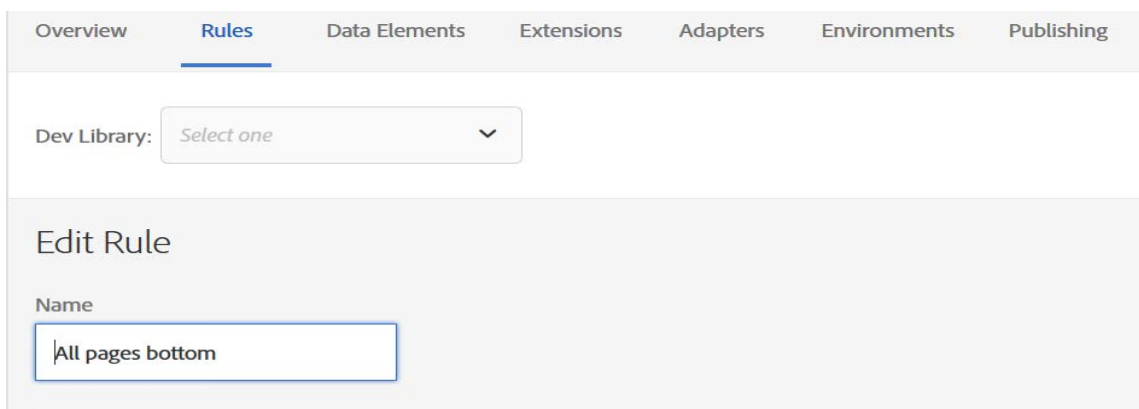 Overview Rules Data Elements Extensions Adapters Environments Publishing
Dev Library: Select one
Edit Rule
Name
All pages bottom